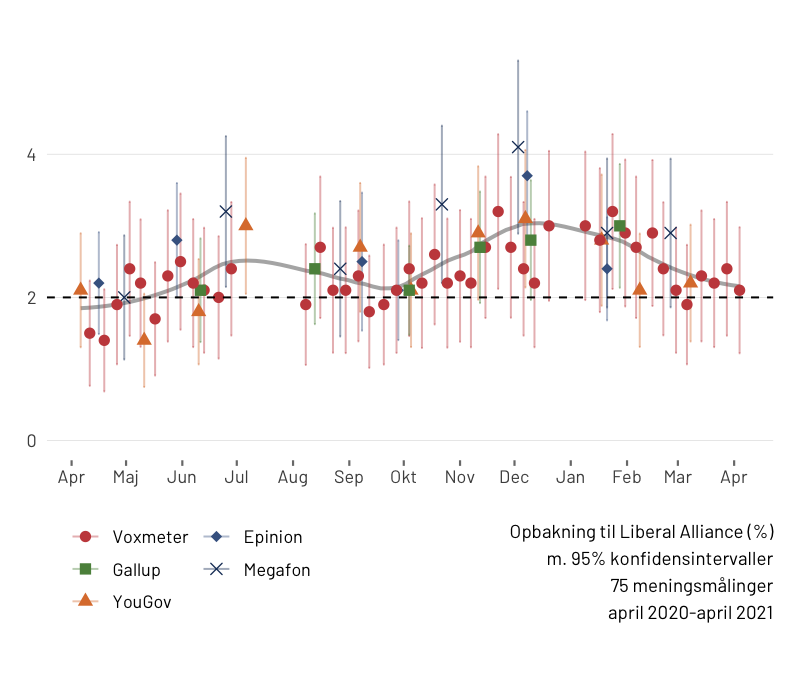 4
2
0
Apr Maj Jun Jul Aug Sep Okt Nov Dec Jan Feb Mar Apr
Voxmeter Epinion
Gallup Megafon
YouGov
Opbakning til Liberal Alliance (%)
m. 95% konfidensintervaller
75 meningsmålinger
april 2020-april 2021